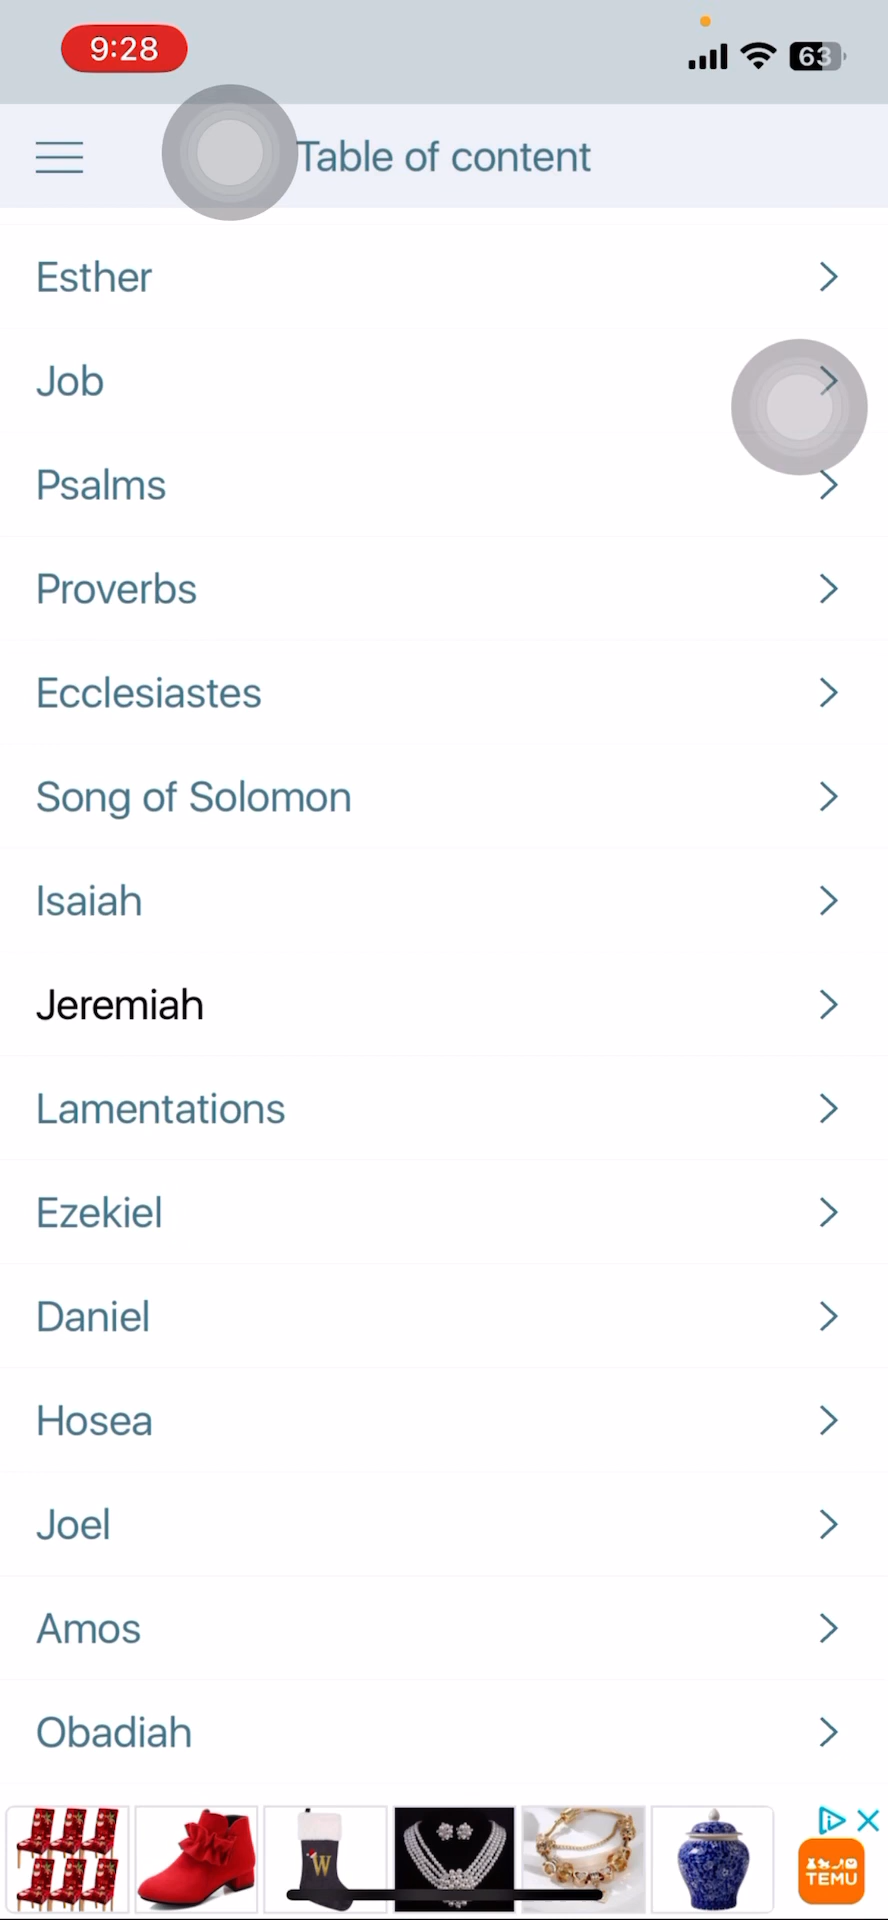 9:28
63
Table of content
Esther
Job
Psalms
Proverbs
Ecclesiastes
Song of Solomon
Isaiah
Jeremiah
Lamentations
Ezekiel
Daniel
Hosea
Joel
Amos
Obadiah
W
TEMU